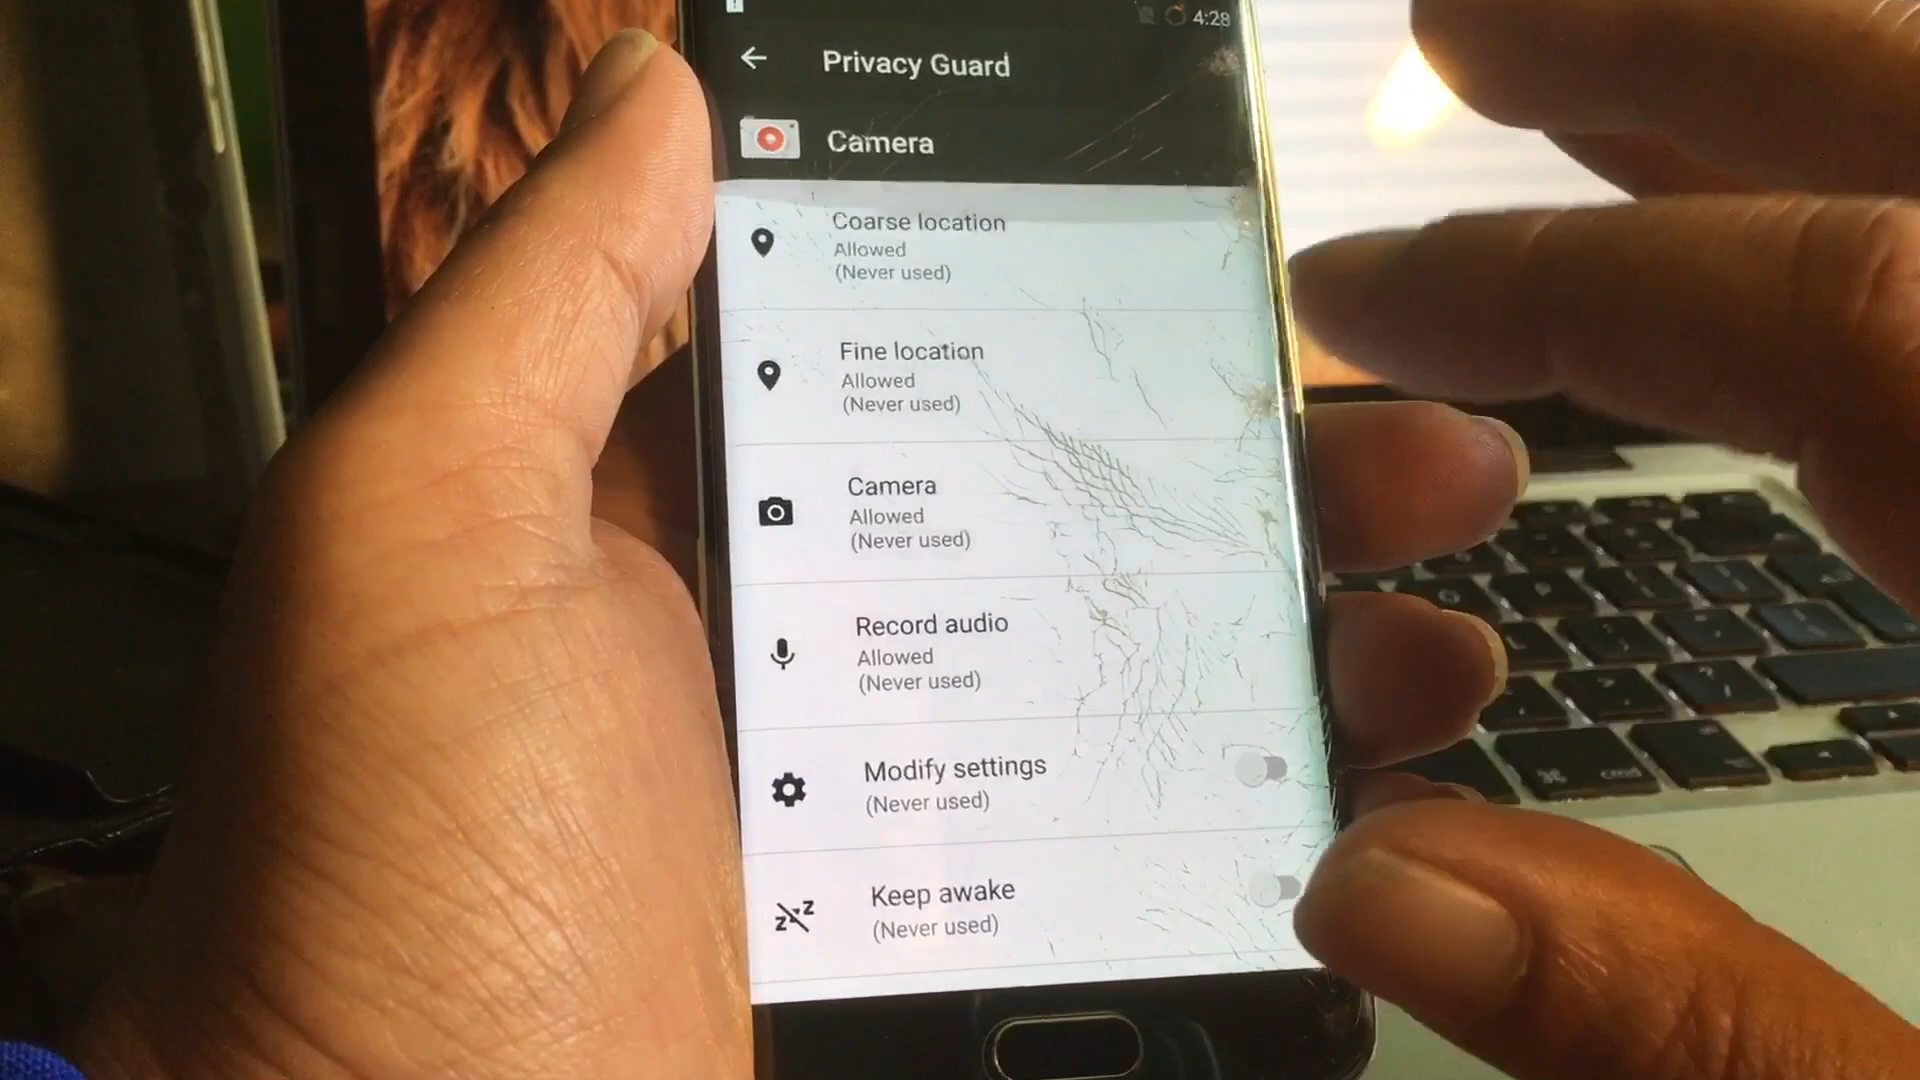 4:28
Privacy Guard
Camera
Coarse location
Allowed
(Never used)
Fine location
Allowed
(Never used)
Camera
Allowed
(Never used)
Record audio
Allowed
(Never used)
Modify settings
(Never used)
Keep awake
(Never used)
cmd